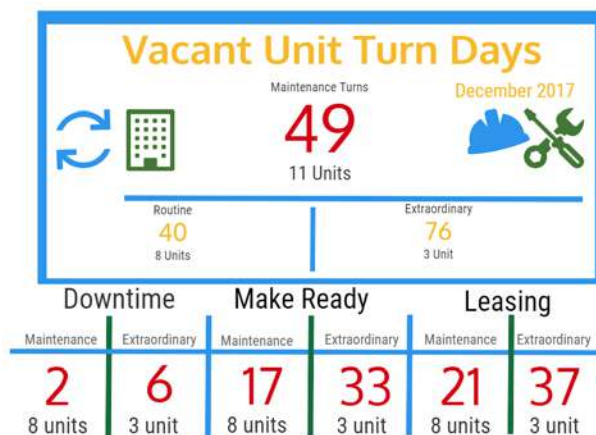 Vacant Unit Turn Days
Maintenance Turns
December 2017
49
11 Units
Routine
40
8 Units
Extraordinary
76
3 Unit
Downtime Make Ready Leasing
Maintenance Extraordinary Maintenance Extraordinary Maintenance Extraordinary
2 6 17 33 21 37
8 units 3 unit 8 units 3 unit 8 units 3 unit